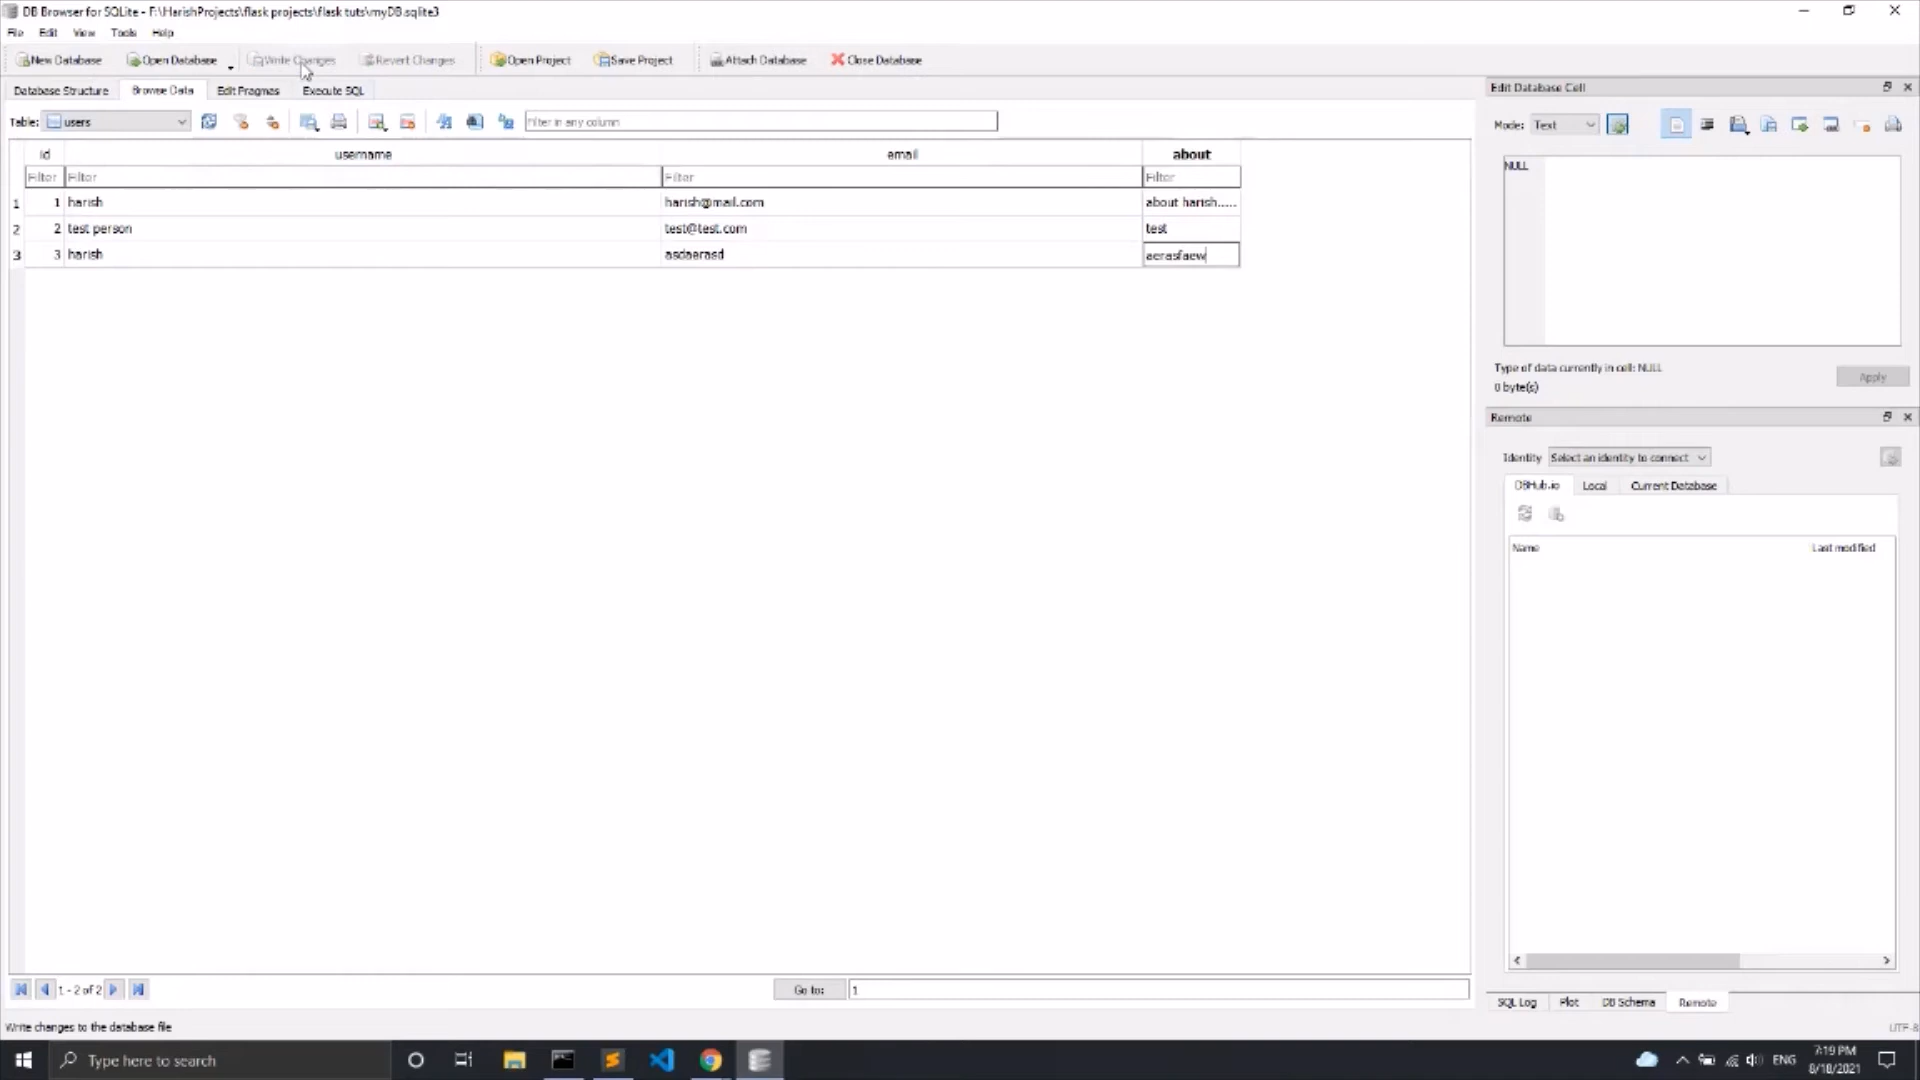 DB Browser for SQLite - F:\HarishProjects\flask projects\flask tuts\myDB.sqlite3
File Edit View Tools Help
New Database Open Database Write Changes Revert Changes Open Project Save Project Attach Database Close Database
Database Structure Browse Data Edit Pragmas Execute SQL
Table: users Filter in any column
id username email about
Filter Filter Filter Filter
1 1 harish harish@mail.com about harish.....
2 2 test person test@test.com test
3 3 harish asdaerasd aerasfaew
1 - 2 of 2 Go to: 1
Write changes to the database file
Edit Database Cell
Mode: Text
NULL
Type of data currently in cell: NULL
0 byte(s)
Apply
Remote
Identity Select an identity to connect
DBHub.io Local Current Database
Name Last modified
SQL Log Plot DB Schema Remote
UTF-8
Type here to search
ENG
7:19 PM
8/18/2021